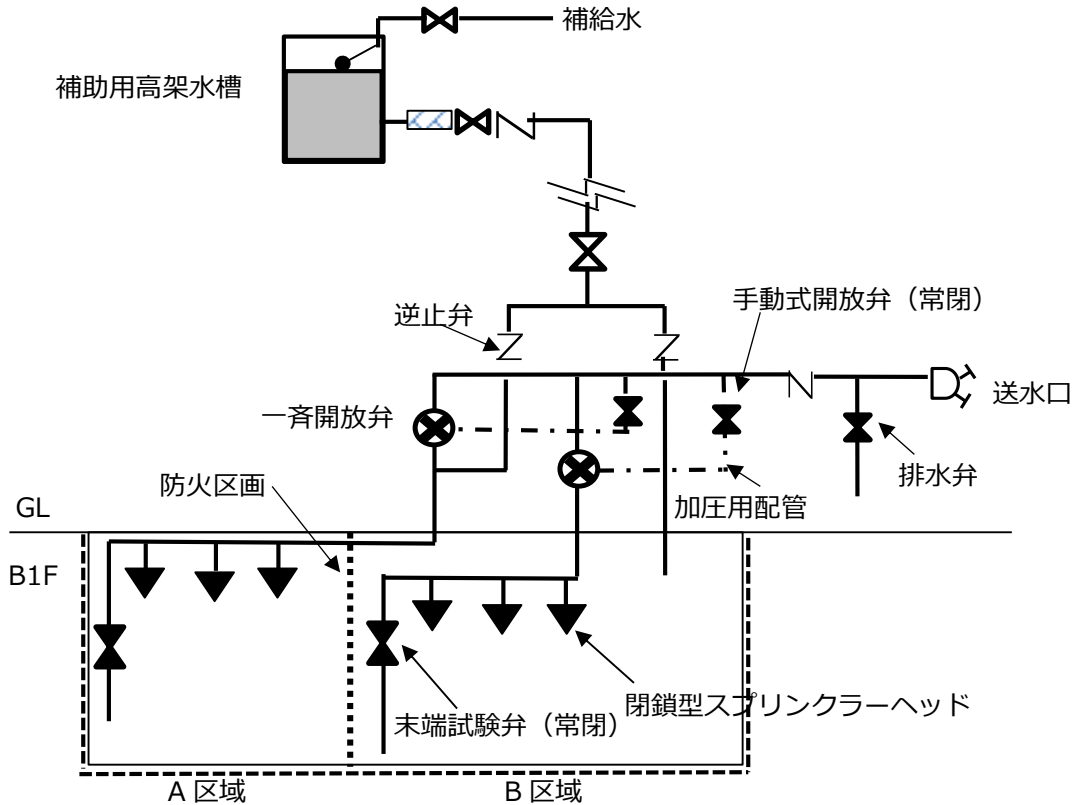 補給水
補助用高架水槽
手動式開放弁（常閉）
逆止弁
送水口
一斉開放弁
排水弁
防火区画
加圧用配管
GL
B1F
閉鎖型スプリンクラーヘッド
末端試験弁（常閉）
A 区域
B 区域